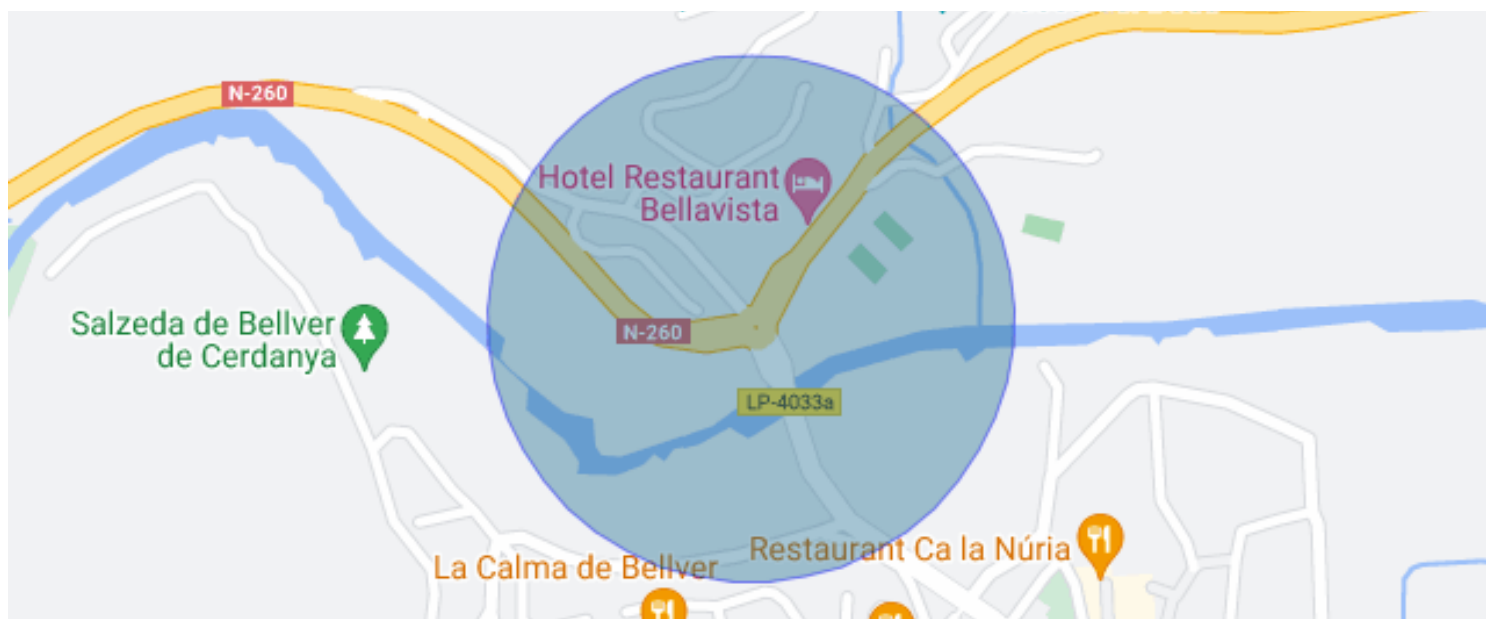 N-260
Hotel Restaurant
Bellavista
Salzeda de Bellver
de Cerdanya
N-260
LP-4033a
Restaurant Ca la Núria
La Calma de Bellver